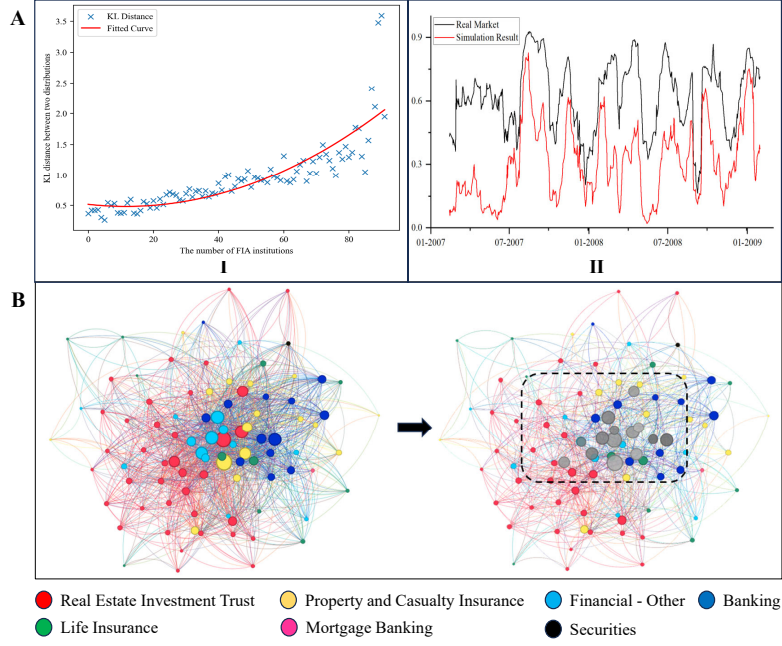 A
KL Distance
Fitted Curve
3.5
3.0
2.5
2.0
1.5
1.0
0.5
KL distance between two distributions
0
20
40
60
80
The number of FIA institutions
I
Real Market
Simulation Result
0.9
0.6
0.3
0.0
01-2007
07-2007
01-2008
07-2008
01-2009
II
B
Real Estate Investment Trust
Property and Casualty Insurance
Financial - Other
Banking
Life Insurance
Mortgage Banking
Securities